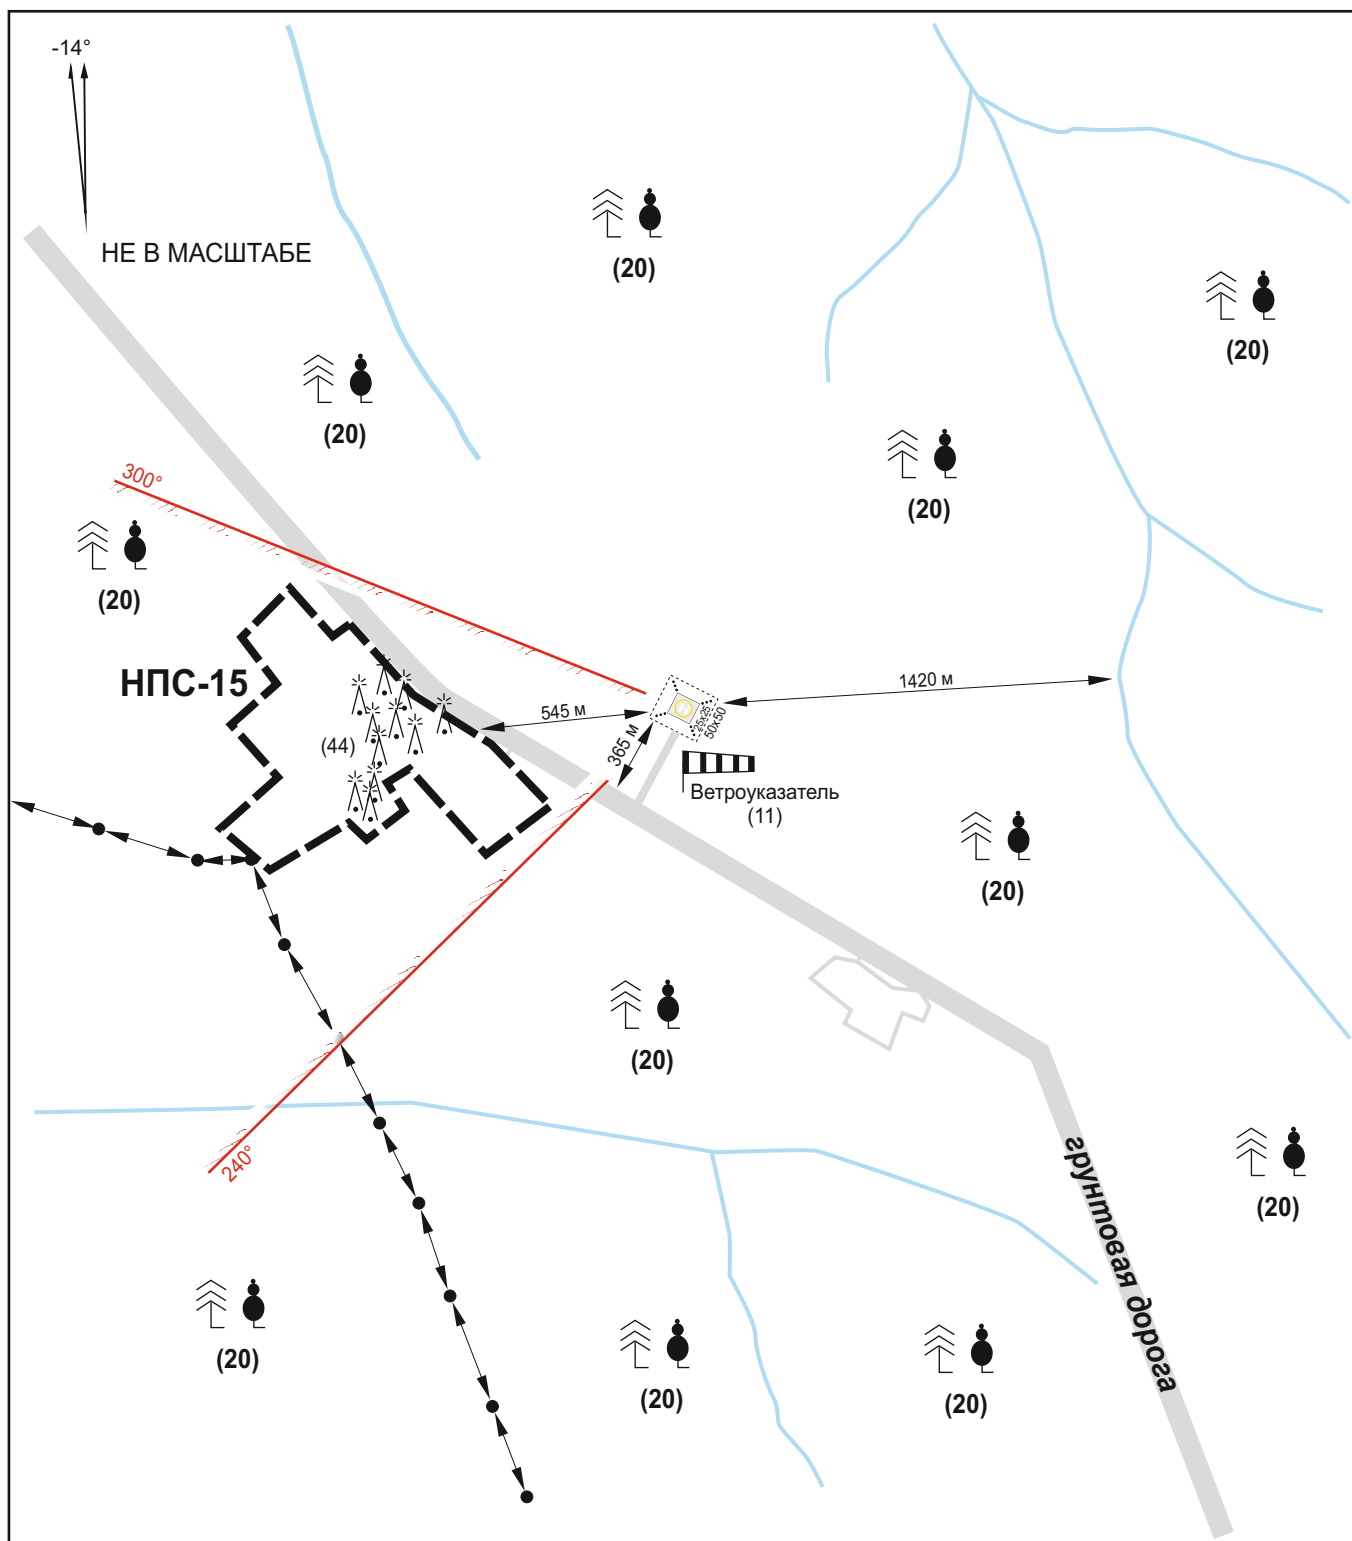 -14°
НЕ В МАСШТАБЕ
(20)
(20)
(20)
(20)
300°
(20)
НПС-15
1420 м
545 м
25x25
50x50
365 м
(44)
Ветроуказатель
(11)
(20)
(20)
240°
грунтовая дорога
(20)
(20)
(20)
(20)